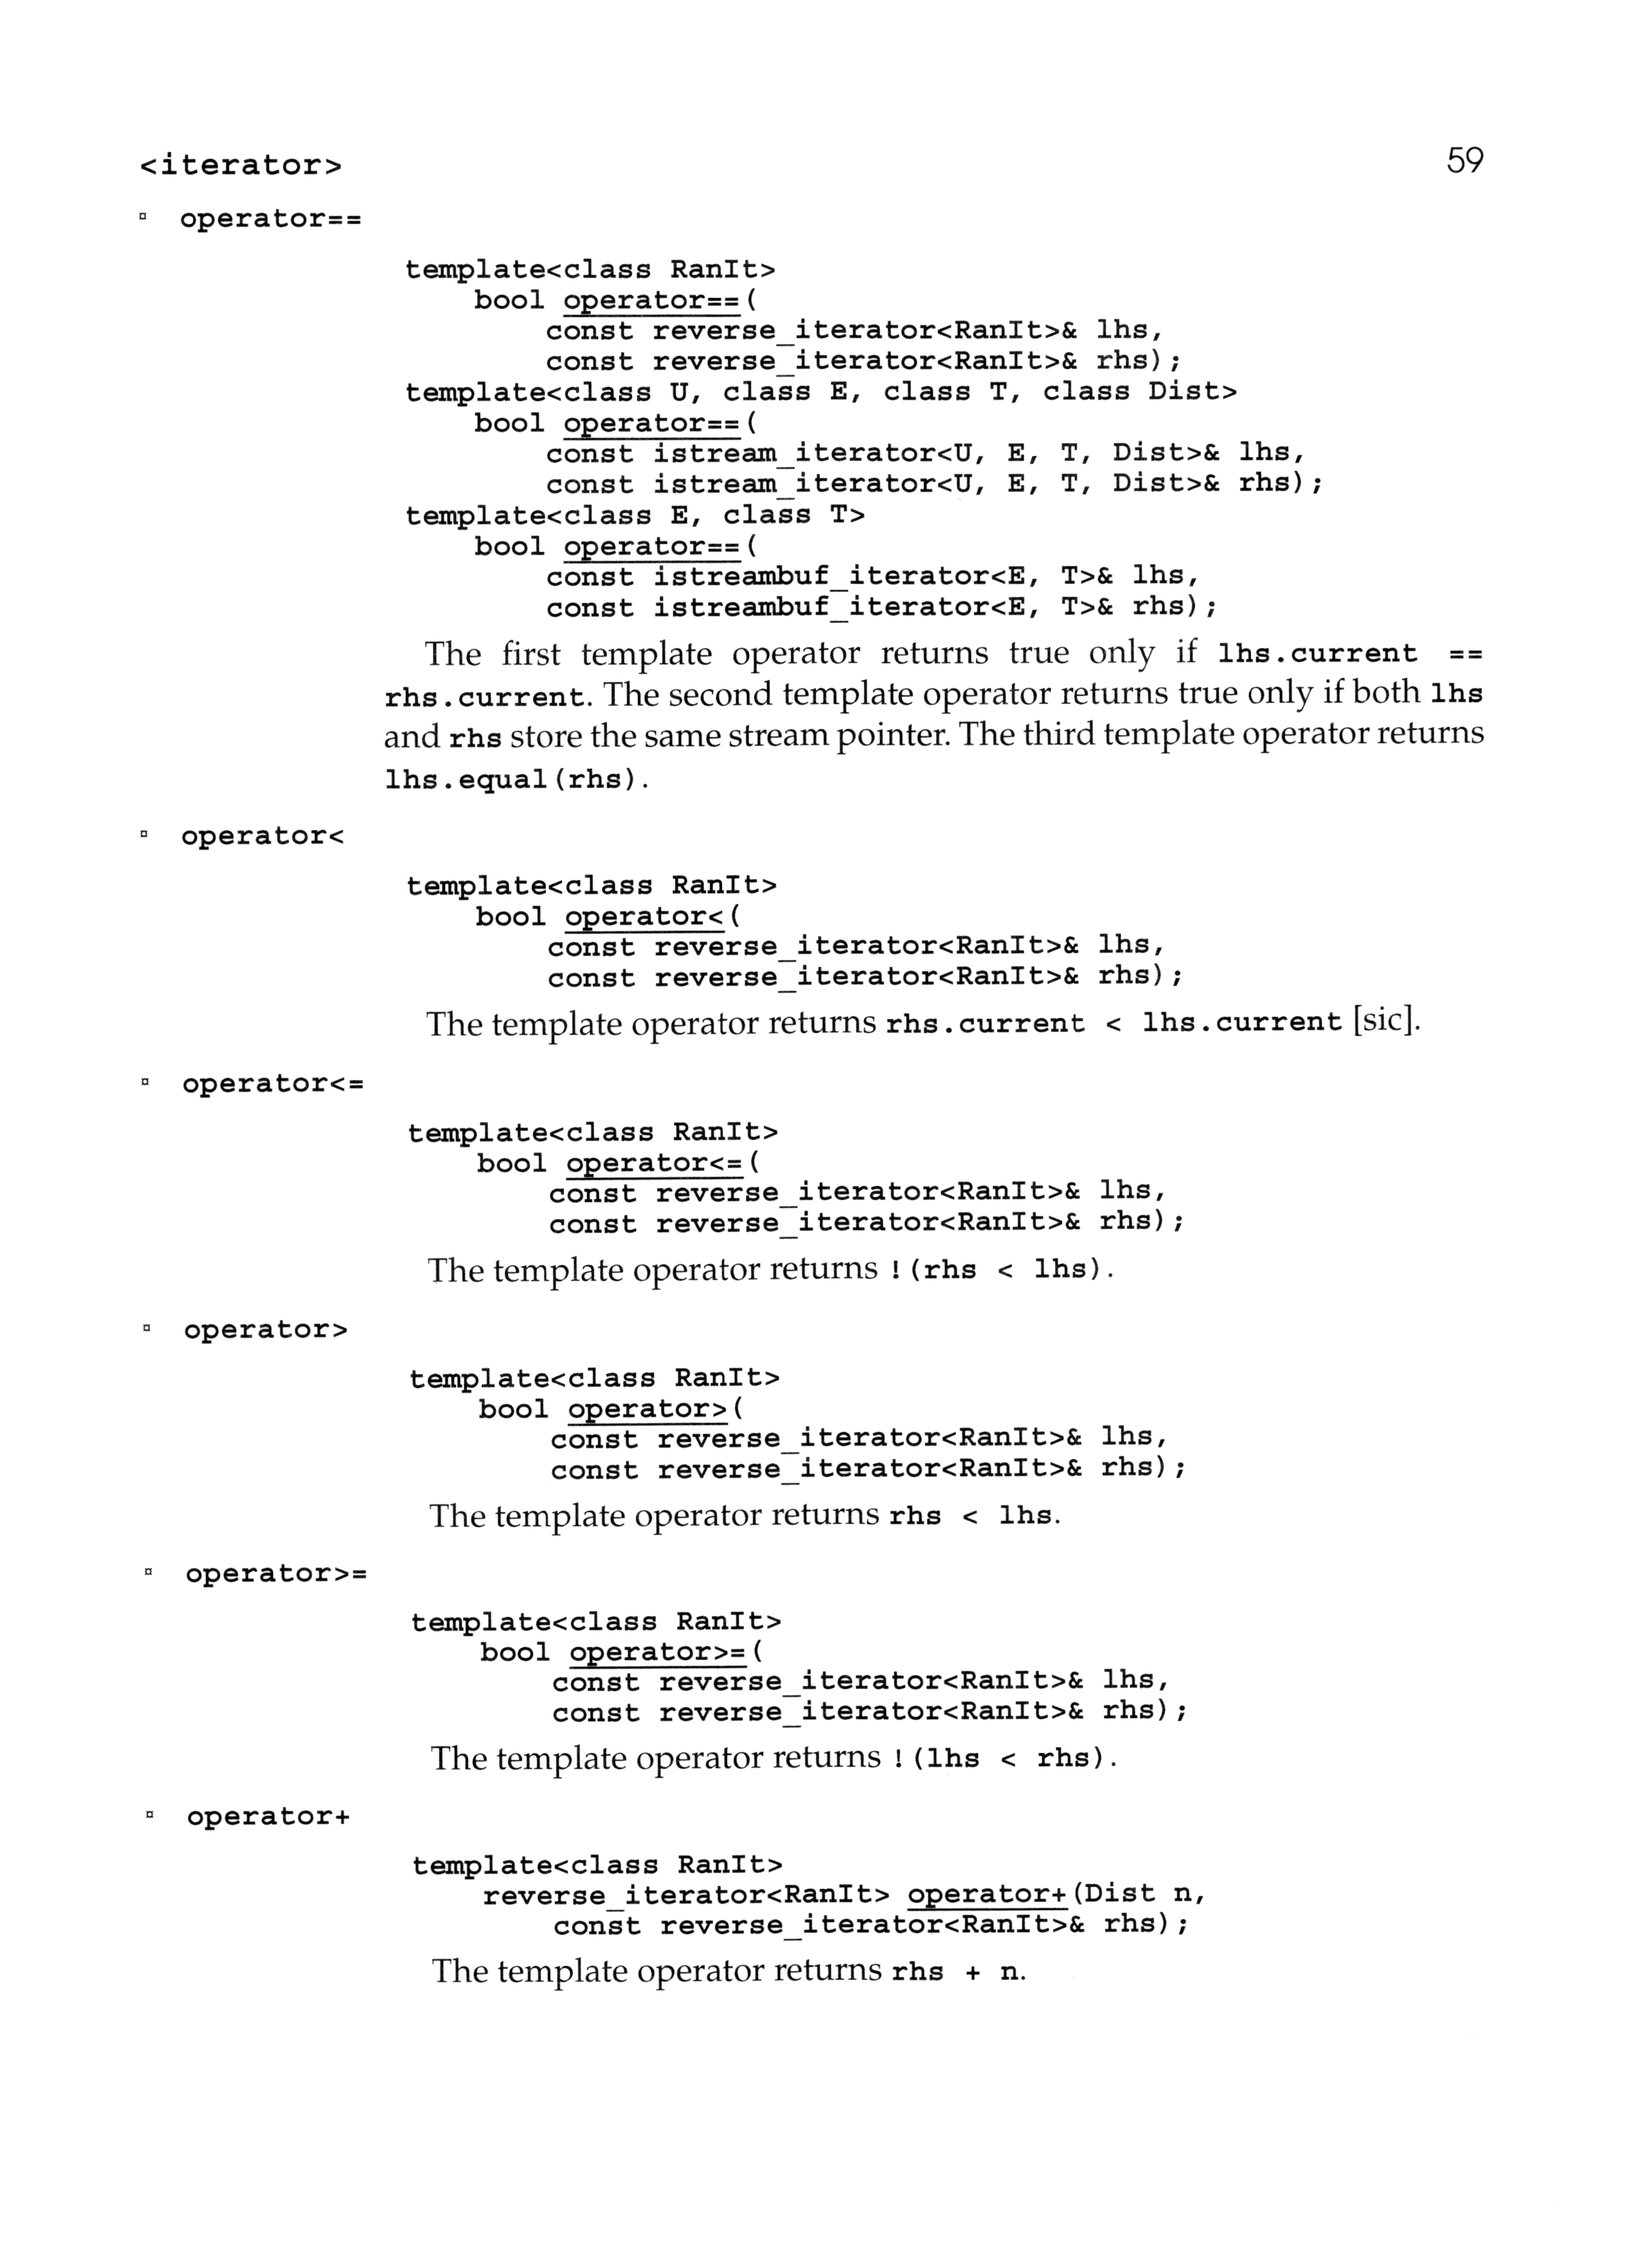 <iterator> 59
▫ operator==
template<class RanIt>
    bool operator==(
        const reverse_iterator<RanIt>& lhs,
        const reverse_iterator<RanIt>& rhs);
template<class U, class E, class T, class Dist>
    bool operator==(
        const istream_iterator<U, E, T, Dist>& lhs,
        const istream_iterator<U, E, T, Dist>& rhs);
template<class E, class T>
    bool operator==(
        const istreambuf_iterator<E, T>& lhs,
        const istreambuf_iterator<E, T>& rhs);
The first template operator returns true only if lhs.current ==
rhs.current. The second template operator returns true only if both lhs
and rhs store the same stream pointer. The third template operator returns
lhs.equal(rhs).
▫ operator<
template<class RanIt>
    bool operator<(
        const reverse_iterator<RanIt>& lhs,
        const reverse_iterator<RanIt>& rhs);
The template operator returns rhs.current < lhs.current [sic].
▫ operator<=
template<class RanIt>
    bool operator<=(
        const reverse_iterator<RanIt>& lhs,
        const reverse_iterator<RanIt>& rhs);
The template operator returns !(rhs < lhs).
▫ operator>
template<class RanIt>
    bool operator>(
        const reverse_iterator<RanIt>& lhs,
        const reverse_iterator<RanIt>& rhs);
The template operator returns rhs < lhs.
▫ operator>=
template<class RanIt>
    bool operator>=(
        const reverse_iterator<RanIt>& lhs,
        const reverse_iterator<RanIt>& rhs);
The template operator returns !(lhs < rhs).
▫ operator+
template<class RanIt>
    reverse_iterator<RanIt> operator+(Dist n,
        const reverse_iterator<RanIt>& rhs);
The template operator returns rhs + n.